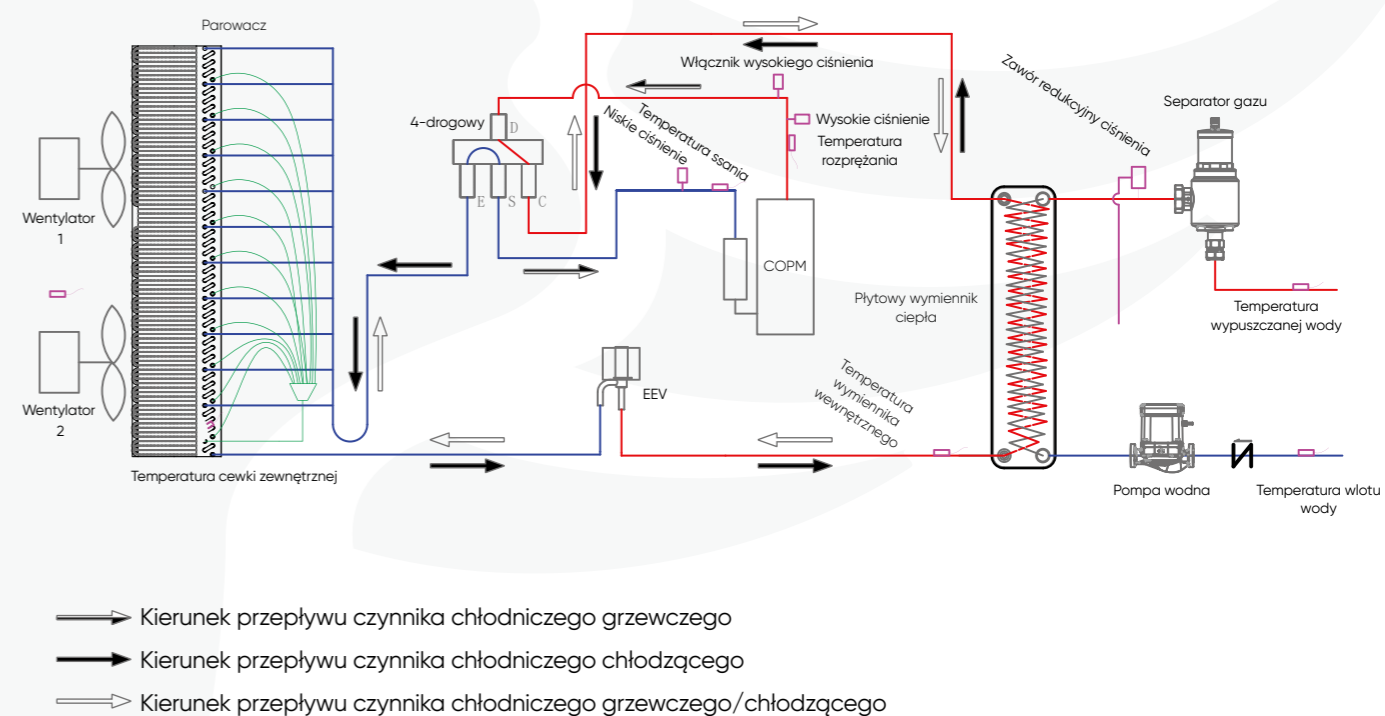 Parowacz
Włącznik wysokiego ciśnienia
Zawór redukcyjny ciśnienia
Separator gazu
4-drogowy
D
Temperatura ssania
Niskie ciśnienie
Wysokie ciśnienie
Temperatura
rozprężania
E
S
C
Wentylator
1
COPM
Płytowy wymiennik
ciepła
Temperatura
wypuszczanej wody
Wentylator
2
EEV
Temperatura
wymiennika
wewnętrznego
Temperatura cewki zewnętrznej
Pompa wodna
Temperatura wlotu
wody
Kierunek przepływu czynnika chłodniczego grzewczego
Kierunek przepływu czynnika chłodniczego chłodzącego
Kierunek przepływu czynnika chłodniczego grzewczego/chłodzącego